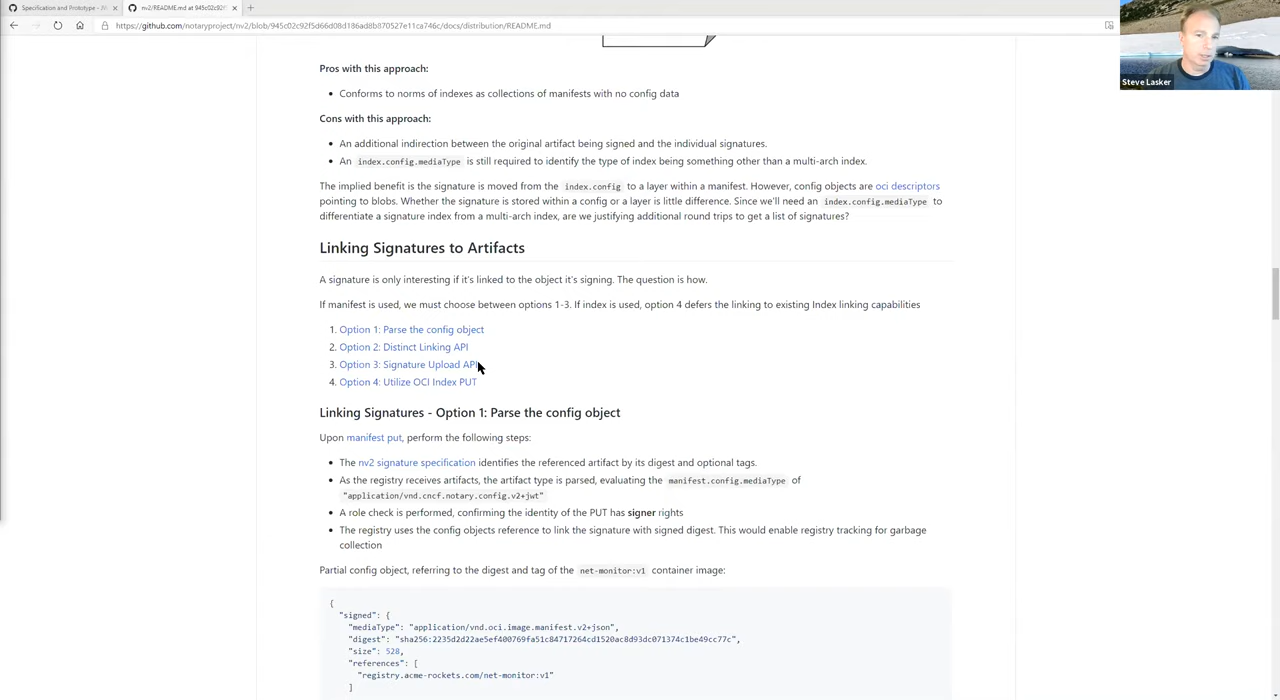 Specification and Prototype - JV
nv2/README.md at 945c02c92f
https://github.com/notaryproject/nv2/blob/945c02c92f5d66d08d186ad8b870527e11ca746c/docs/distribution/README.md
Steve Lasker
Pros with this approach:
Conforms to norms of indexes as collections of manifests with no config data
Cons with this approach:
An additional indirection between the original artifact being signed and the individual signatures.
An index.config.mediaType is still required to identify the type of index being something other than a multi-arch index.
The implied benefit is the signature is moved from the index.config to a layer within a manifest. However, config objects are oci descriptors
pointing to blobs. Whether the signature is stored within a config or a layer is little difference. Since we'll need an index.config.mediaType to
differentiate a signature index from a multi-arch index, are we justifying additional round trips to get a list of signatures?
Linking Signatures to Artifacts
A signature is only interesting if it's linked to the object it's signing. The question is how.
If manifest is used, we must choose between options 1-3. If index is used, option 4 defers the linking to existing Index linking capabilities
1. Option 1: Parse the config object
2. Option 2: Distinct Linking API
3. Option 3: Signature Upload API
4. Option 4: Utilize OCI Index PUT
Linking Signatures - Option 1: Parse the config object
Upon manifest put, perform the following steps:
The nv2 signature specification identifies the referenced artifact by its digest and optional tags.
As the registry receives artifacts, the artifact type is parsed, evaluating the manifest.config.mediaType of
"application/vnd.cncf.notary.config.v2+jwt"
A role check is performed, confirming the identity of the PUT has signer rights
The registry uses the config objects reference to link the signature with signed digest. This would enable registry tracking for garbage
collection
Partial config object, referring to the digest and tag of the net-monitor:v1 container image:
{
"signed": {
"mediaType": "application/vnd.oci.image.manifest.v2+json",
"digest": "sha256:2235d2d22ae5ef400769fa51c84717264cd1520ac8d93dc071374c1be49cc77c",
"size": 528,
"references": [
"registry.acme-rockets.com/net-monitor:v1"
]